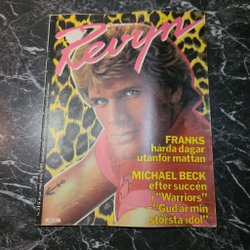 Revyn
FRANKS
hårda dagar
utanför mattan
MICHAEL BECK
efter succén
i "Warriors"
-"Gud är min
största idol"